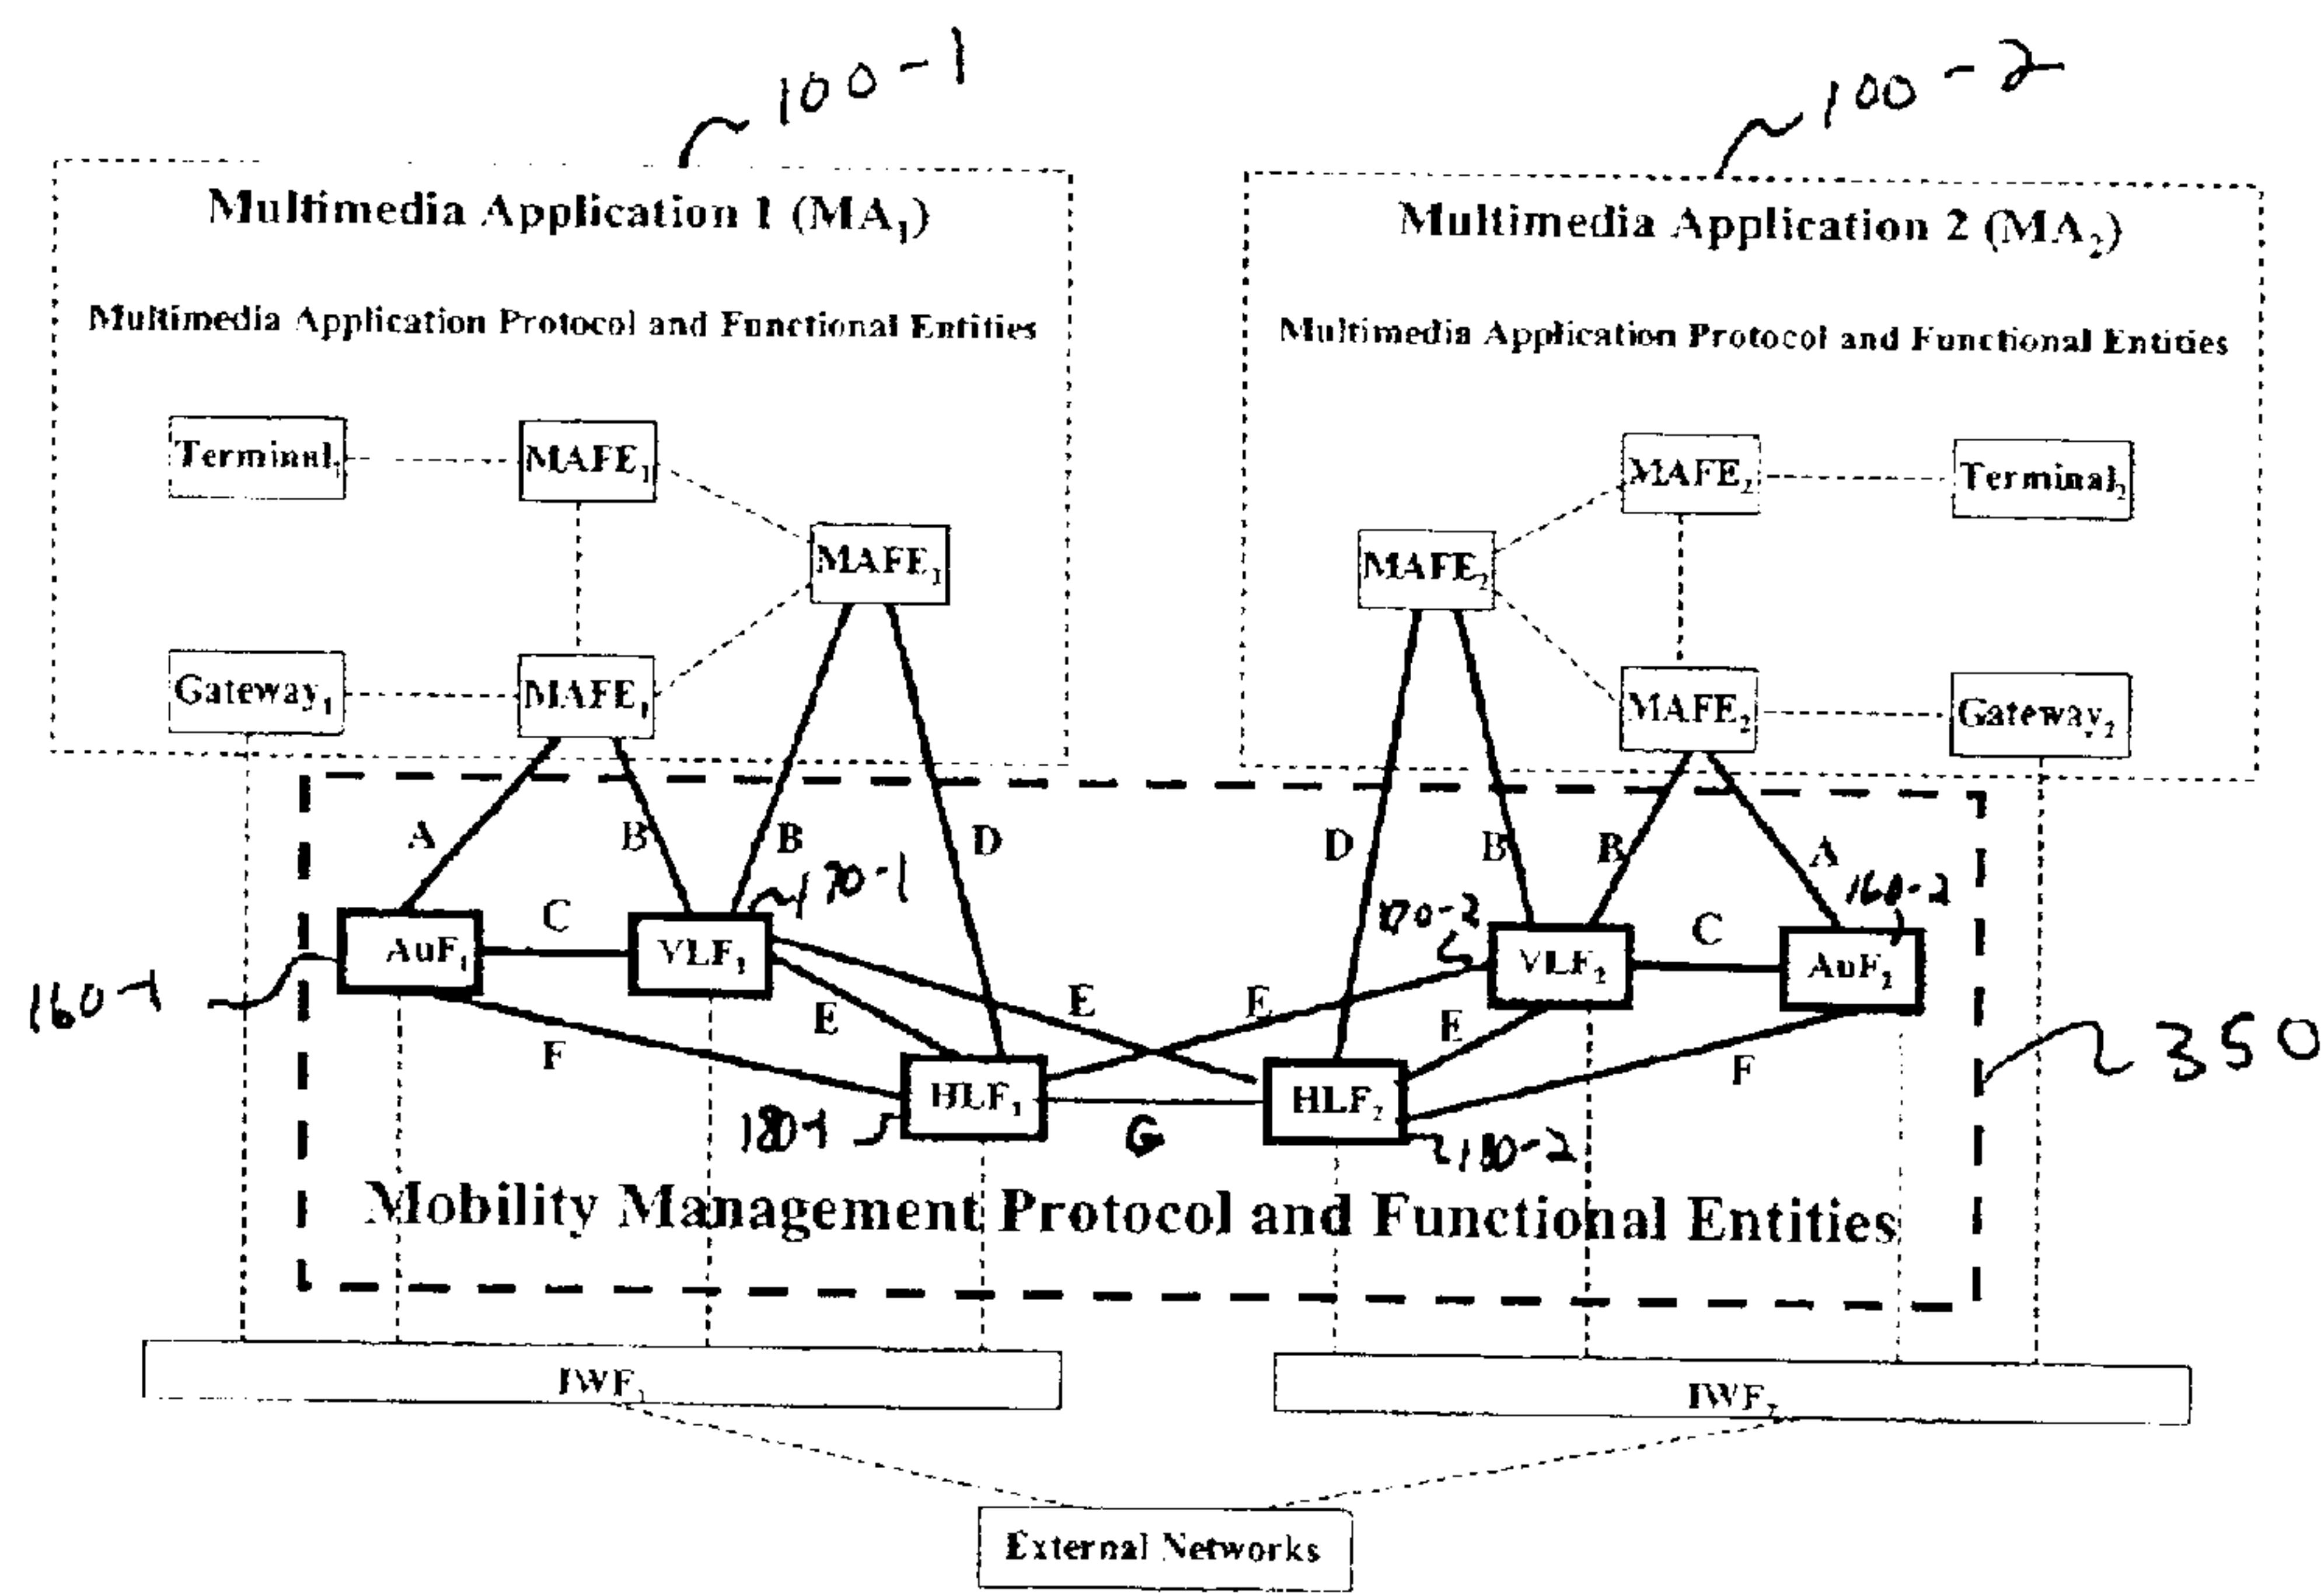 100-1
100-2
Multimedia Application 1 (MA₁)
Multimedia Application 2 (MA₂)
Multimedia Application Protocol and Functional Entities
Multimedia Application Protocol and Functional Entities
Terminal₁
MAFE₁
MAFE₂
Terminal₂
MAFE₁
MAFE₂
Gateway₁
MAFE₁
MAFE₂
Gateway₂
A
B
B
D
D
B
B
A
170-1
160-2
170-2
AuF₁
C
VLF₁
VLF₂
C
AuF₂
160-1
E
E
E
E
350
F
F
HLF₁
HLF₂
180-1
G
180-2
Mobility Management Protocol and Functional Entities
IWF₁
IWF₂
External Networks